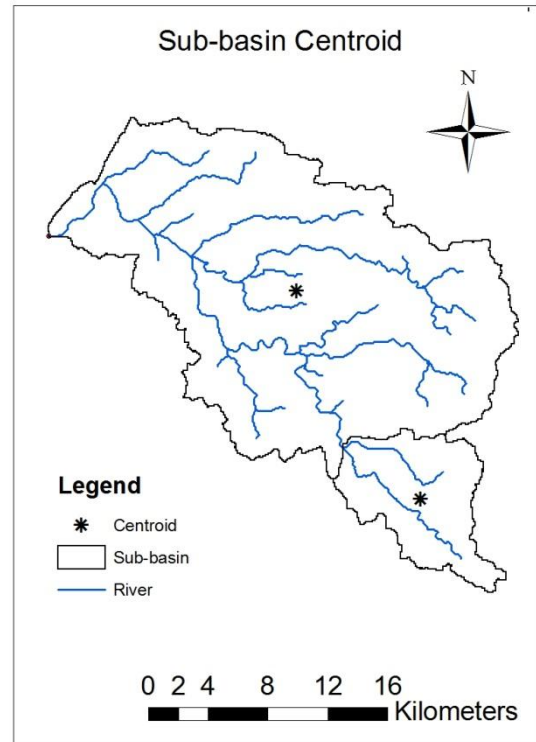 Sub-basin Centroid
N
Legend
Centroid
Sub-basin
River
0 2 4 8 12 16
Kilometers